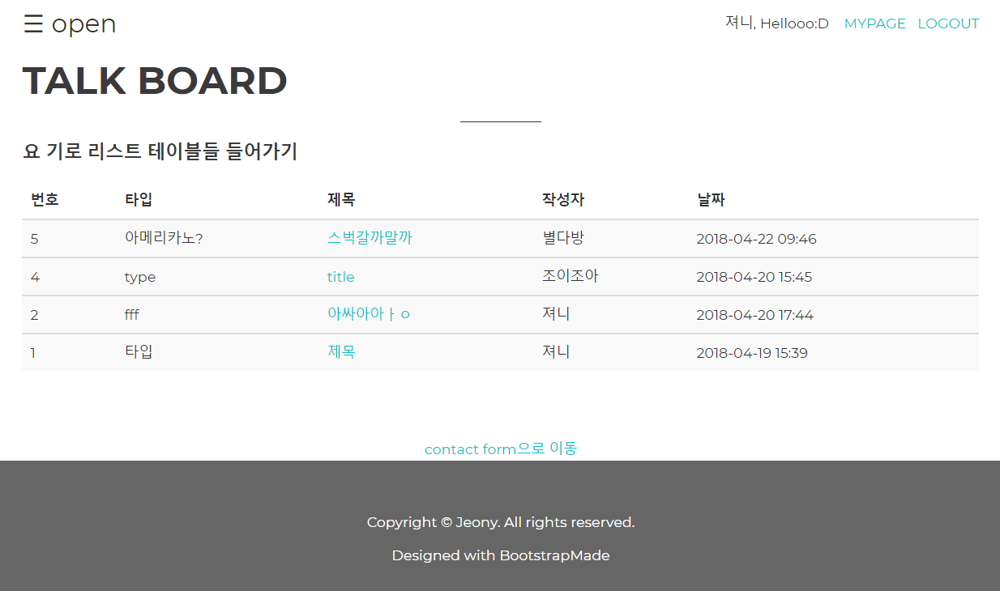 ☰ open 져니, Hellooo:D MYPAGE LOGOUT
TALK BOARD
요 기로 리스트 테이블들 들어가기
번호 타입 제목 작성자 날짜
5 아메리카노? 스벅갈까말까 별다방 2018-04-22 09:46
4 type title 조이조아 2018-04-20 15:45
2 fff 아싸아아ㅏㅇ 져니 2018-04-20 17:44
1 타입 제목 져니 2018-04-19 15:39
contact form으로 이동
Copyright © Jeony. All rights reserved.
Designed with BootstrapMade